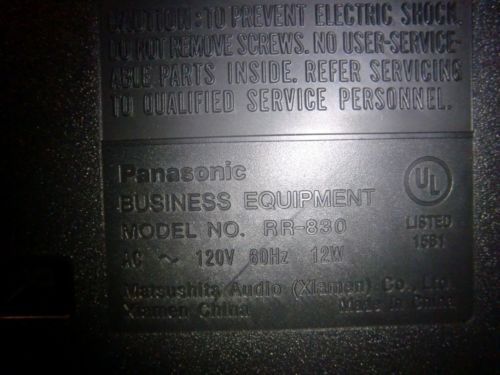 CAUTION: TO PREVENT ELECTRIC SHOCK,
DO NOT REMOVE SCREWS. NO USER-SERVICE-
ABLE PARTS INSIDE. REFER SERVICING
TO QUALIFIED SERVICE PERSONNEL.
Panasonic
BUSINESS EQUIPMENT
MODEL NO. RR-830
AC ~ 120V 60Hz 12W
UL
LISTED
15B1
Matsushita Audio (Xiamen) Co., Ltd.
Xiamen China
Made in China